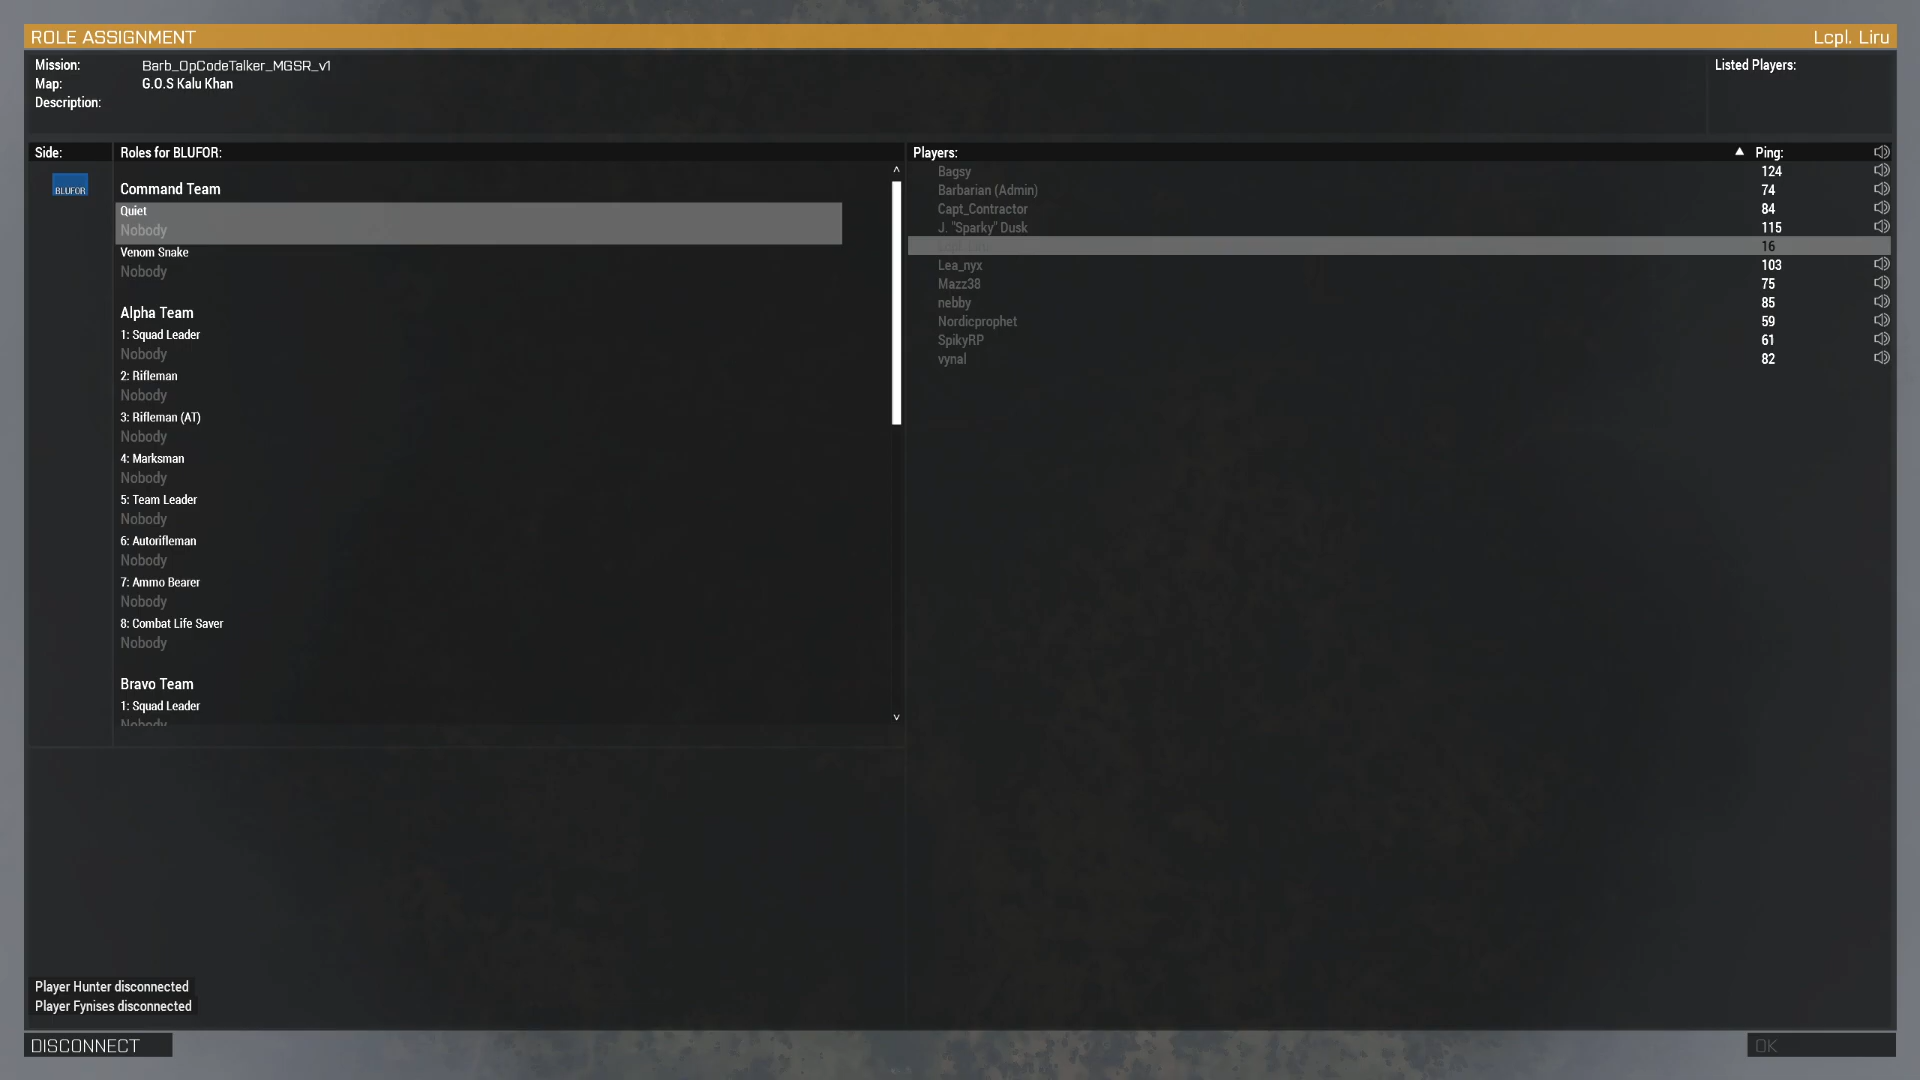 ROLE ASSIGNMENT
Lcpl. Liru
Mission: Barb_OpCodeTalker_MGSR_v1
Map: G.O.S Kalu Khan
Description:
Listed Players:
Side:
BLUFOR
Roles for BLUFOR:
Command Team
Quiet
Nobody
Venom Snake
Nobody
Alpha Team
1: Squad Leader
Nobody
2: Rifleman
Nobody
3: Rifleman (AT)
Nobody
4: Marksman
Nobody
5: Team Leader
Nobody
6: Autorifleman
Nobody
7: Ammo Bearer
Nobody
8: Combat Life Saver
Nobody
Bravo Team
1: Squad Leader
Nobody
Players: Ping:
Bagsy 124
Barbarian (Admin) 74
Capt_Contractor 84
J. "Sparky" Dusk 115
Lcpl. Liru 16
Lea_nyx 103
Mazz38 75
nebby 85
Nordicprophet 59
SpikyRP 61
vynal 82
Player Hunter disconnected
Player Fynises disconnected
DISCONNECT
OK